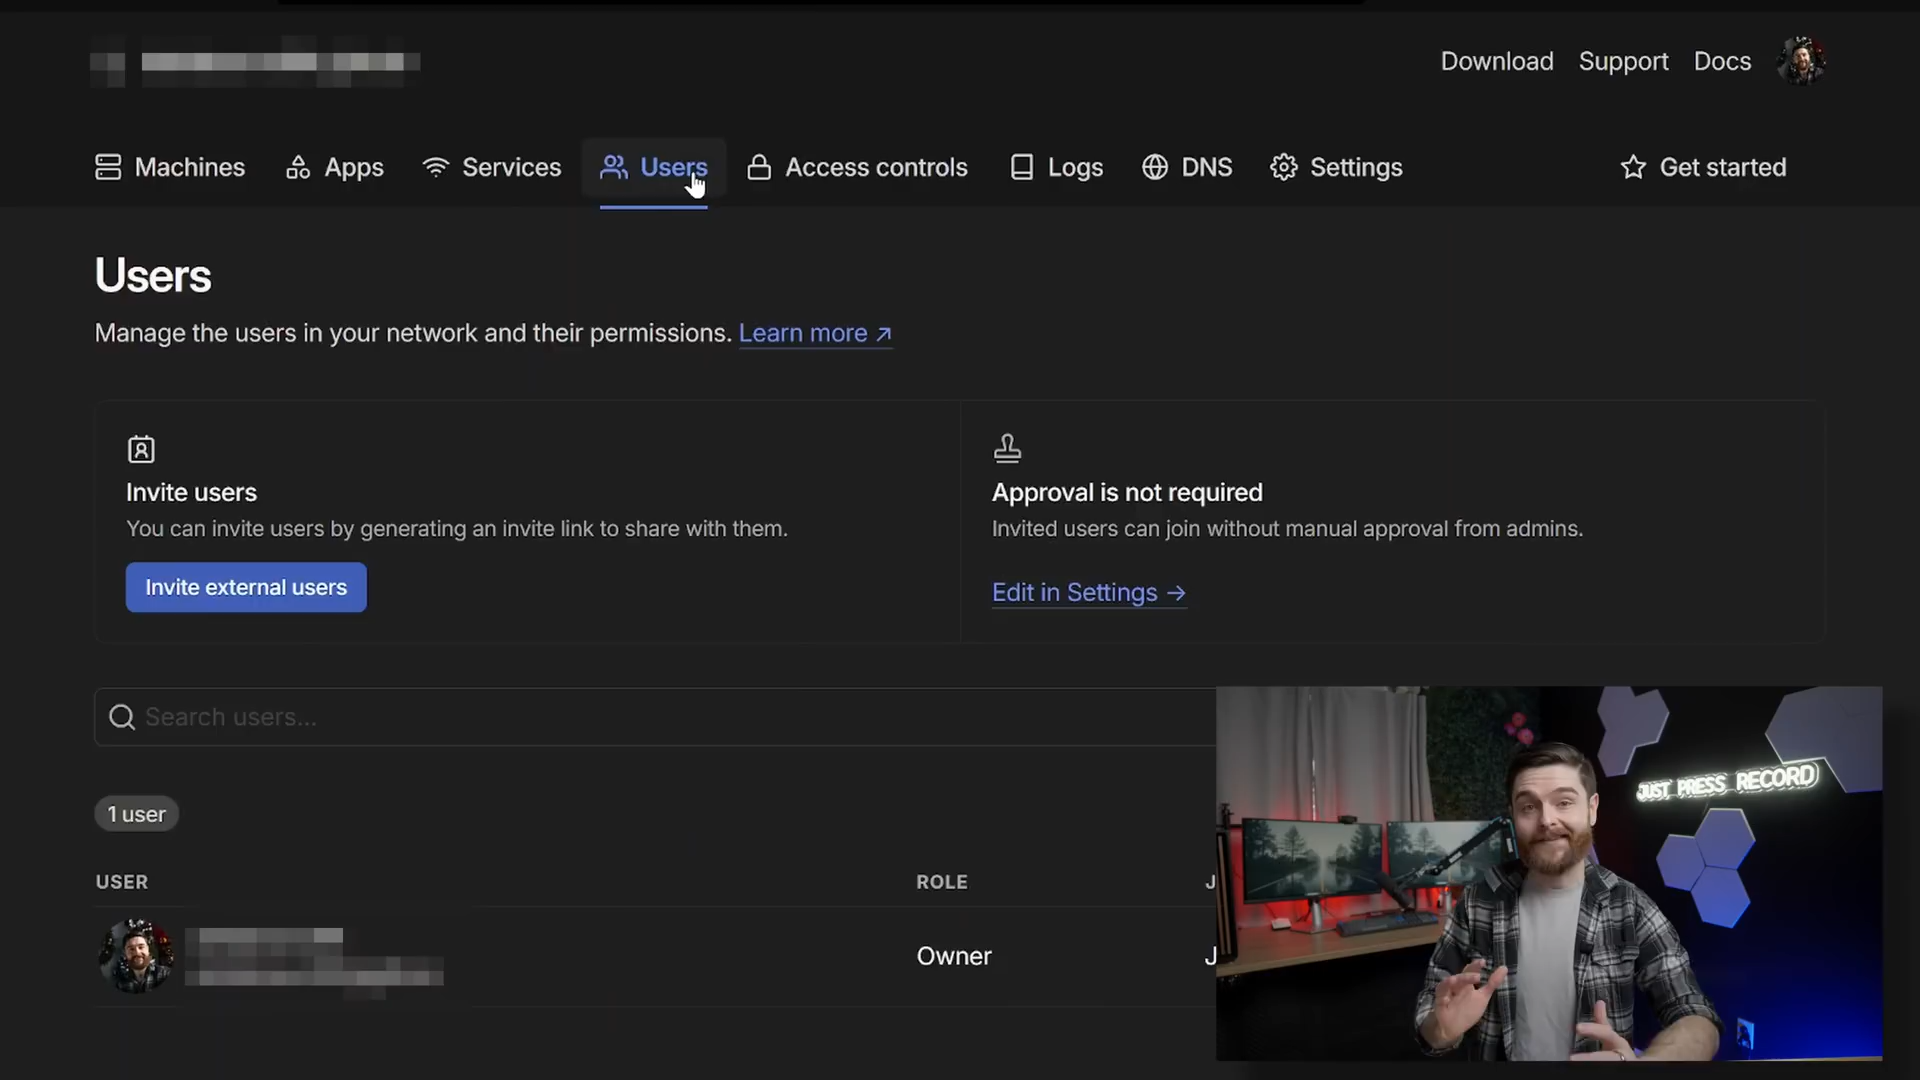 Download Support Docs
Machines Apps Services Users Access controls Logs DNS Settings Get started
Users
Manage the users in your network and their permissions. Learn more ↗
Invite users
You can invite users by generating an invite link to share with them.
Invite external users
Approval is not required
Invited users can join without manual approval from admins.
Edit in Settings →
Search users...
1 user
USER ROLE J
Owner J
JUST PRESS RECORD